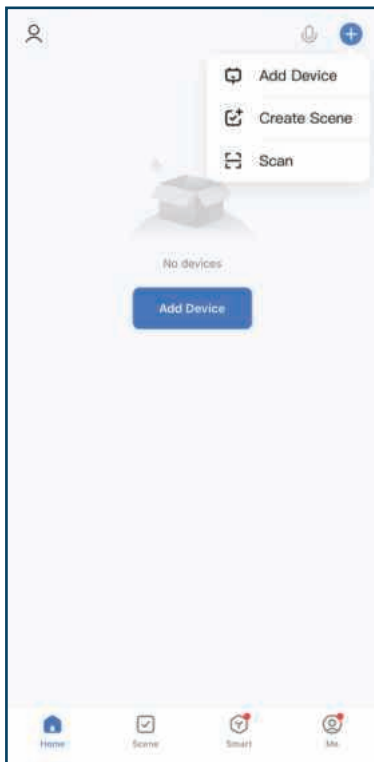 Add Device
Create Scene
Scan
No devices
Add Device
Home
Scene
Smart
Me